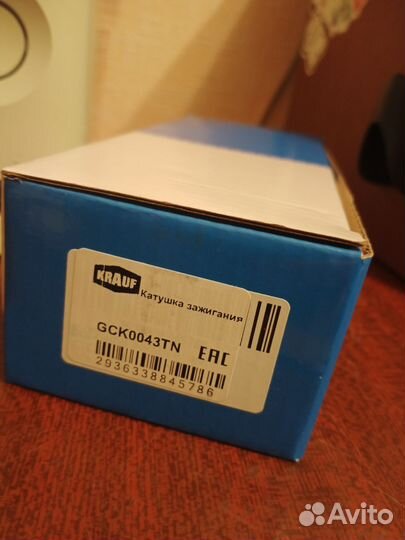 KRAUF
Катушка зажигания
GCK0043TN
EAC
2936338845786
Avito